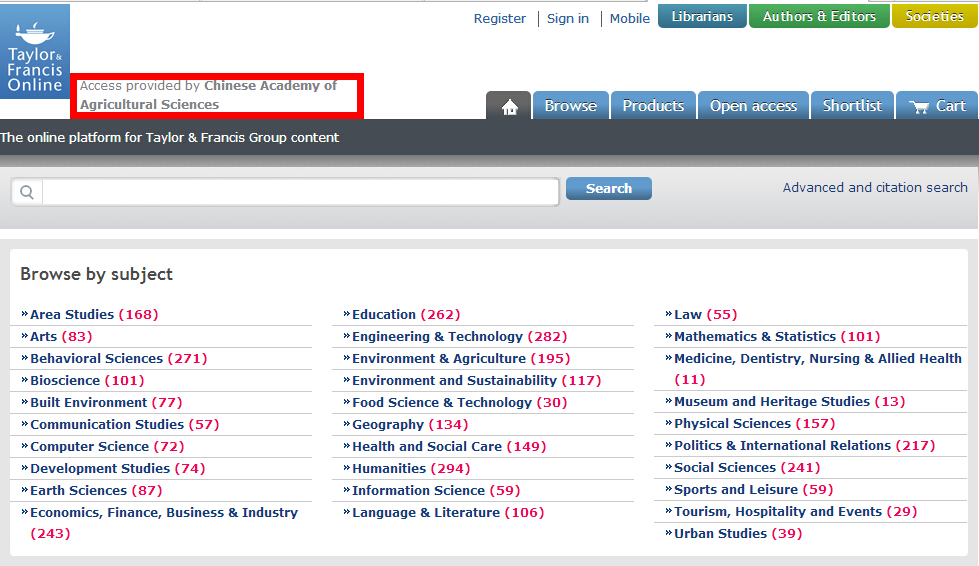 Register | Sign in | Mobile
Librarians
Authors & Editors
Societies
Taylor&
Francis
Online
Access provided by Chinese Academy of
Agricultural Sciences
Browse
Products
Open access
Shortlist
Cart
The online platform for Taylor & Francis Group content
Search
Advanced and citation search
Browse by subject
» Area Studies (168)
» Arts (83)
» Behavioral Sciences (271)
» Bioscience (101)
» Built Environment (77)
» Communication Studies (57)
» Computer Science (72)
» Development Studies (74)
» Earth Sciences (87)
» Economics, Finance, Business & Industry
(243)
» Education (262)
» Engineering & Technology (282)
» Environment & Agriculture (195)
» Environment and Sustainability (117)
» Food Science & Technology (30)
» Geography (134)
» Health and Social Care (149)
» Humanities (294)
» Information Science (59)
» Language & Literature (106)
» Law (55)
» Mathematics & Statistics (101)
» Medicine, Dentistry, Nursing & Allied Health
(11)
» Museum and Heritage Studies (13)
» Physical Sciences (157)
» Politics & International Relations (217)
» Social Sciences (241)
» Sports and Leisure (59)
» Tourism, Hospitality and Events (29)
» Urban Studies (39)